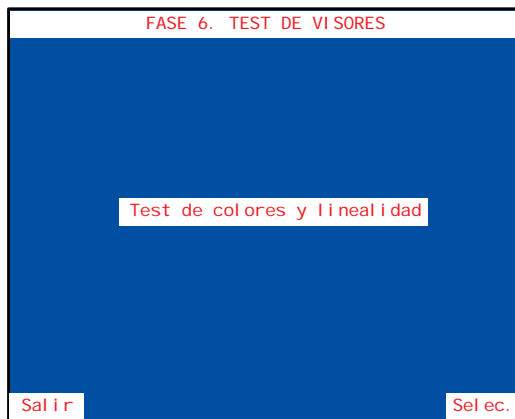 FASE 6. TEST DE VISORES
Test de colores y linealidad
Salir
Selec.